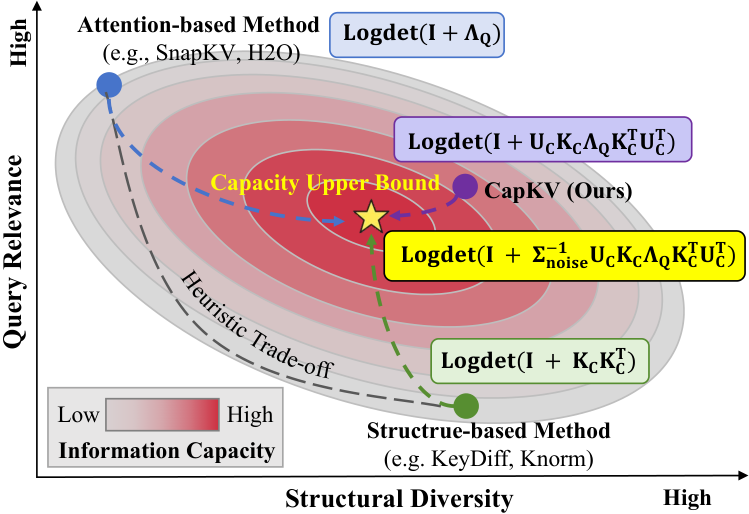 High
Attention-based Method
(e.g., SnapKV, H2O)
Logdet(I + Λ_Q)
Logdet(I + U_C K_C Λ_Q K_C^T U_C^T)
Capacity Upper Bound
CapKV (Ours)
Logdet(I + Σ_noise^{-1} U_C K_C Λ_Q K_C^T U_C^T)
Query Relevance
Heuristic Trade-off
Logdet(I + K_C K_C^T)
Low
High
Information Capacity
Structrue-based Method
(e.g. KeyDiff, Knorm)
Structural Diversity
High